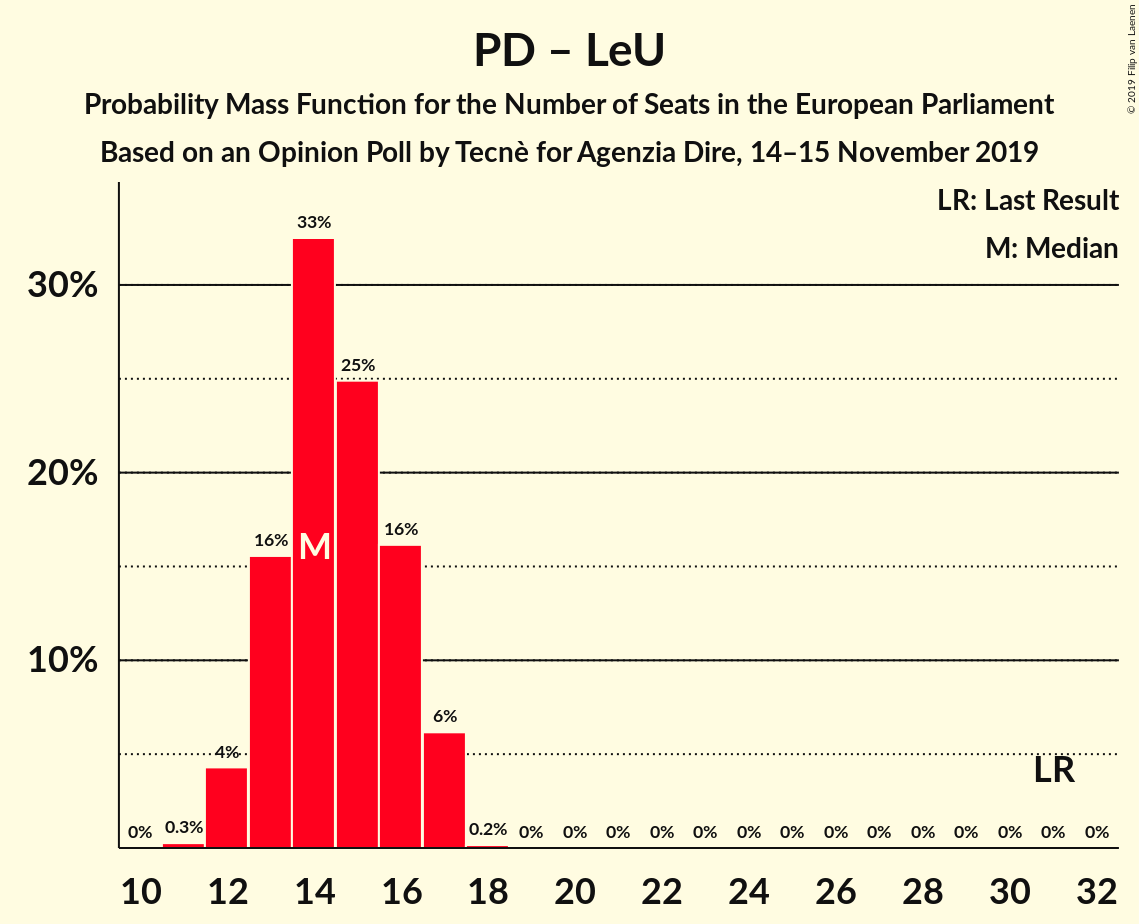 PD – LeU
Probability Mass Function for the Number of Seats in the European Parliament
Based on an Opinion Poll by Tecnè for Agenzia Dire, 14–15 November 2019
© 2019 Filip van Laenen
LR: Last Result
M: Median
33%
30%
25%
20%
16%
16%
M
10%
6%
4%
LR
0%
0.3%
0.2%
0%
0%
0%
0%
0%
0%
0%
0%
0%
0%
0%
0%
0%
0%
10 12 14 16 18 20 22 24 26 28 30 32